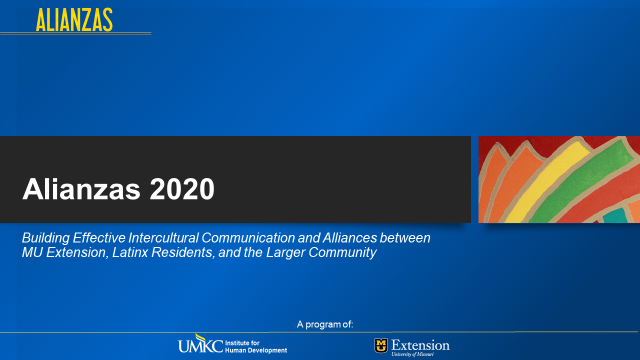 ALIANZAS
Alianzas 2020
Building Effective Intercultural Communication and Alliances between
MU Extension, Latinx Residents, and the Larger Community
A program of:
UMKC Institute for
Human Development
MU Extension
University of Missouri